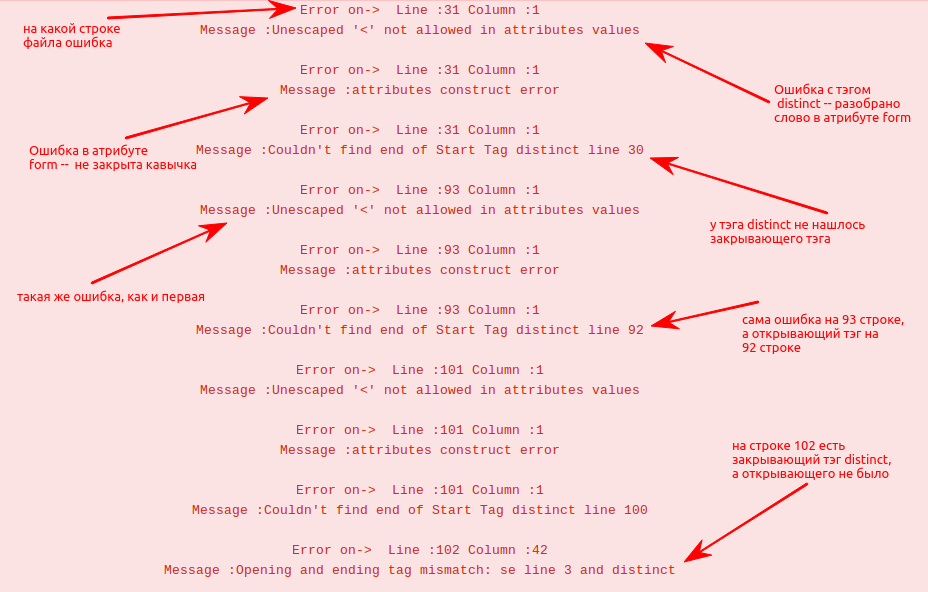 Error on-> Line :31 Column :1
на какой строке
файла ошибка
Message :Unescaped '<' not allowed in attributes values
Error on-> Line :31 Column :1
Message :attributes construct error
Ошибка с тэгом
distinct -- разобрано
слово в атрибуте form
Error on-> Line :31 Column :1
Ошибка в атрибуте
form -- не закрыта кавычка
Message :Couldn't find end of Start Tag distinct line 30
Error on-> Line :93 Column :1
Message :Unescaped '<' not allowed in attributes values
у тэга distinct не нашлось
закрывающего тэга
Error on-> Line :93 Column :1
Message :attributes construct error
такая же ошибка, как и первая
Error on-> Line :93 Column :1
Message :Couldn't find end of Start Tag distinct line 92
сама ошибка на 93 строке,
а открывающий тэг на
92 строке
Error on-> Line :101 Column :1
Message :Unescaped '<' not allowed in attributes values
Error on-> Line :101 Column :1
Message :attributes construct error
на строке 102 есть
закрывающий тэг distinct,
а открывающего не было
Error on-> Line :101 Column :1
Message :Couldn't find end of Start Tag distinct line 100
Error on-> Line :102 Column :42
Message :Opening and ending tag mismatch: se line 3 and distinct